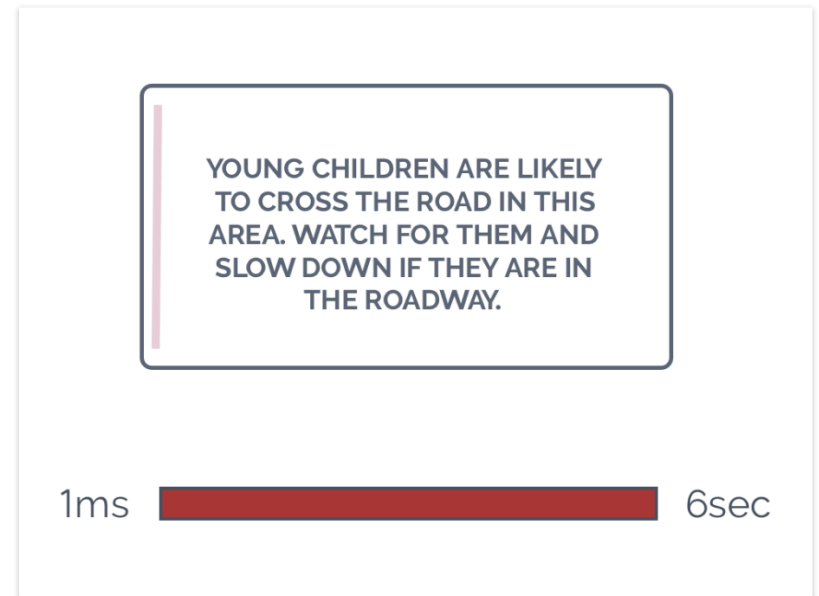 YOUNG CHILDREN ARE LIKELY
TO CROSS THE ROAD IN THIS
AREA. WATCH FOR THEM AND
SLOW DOWN IF THEY ARE IN
THE ROADWAY.
1ms
6sec